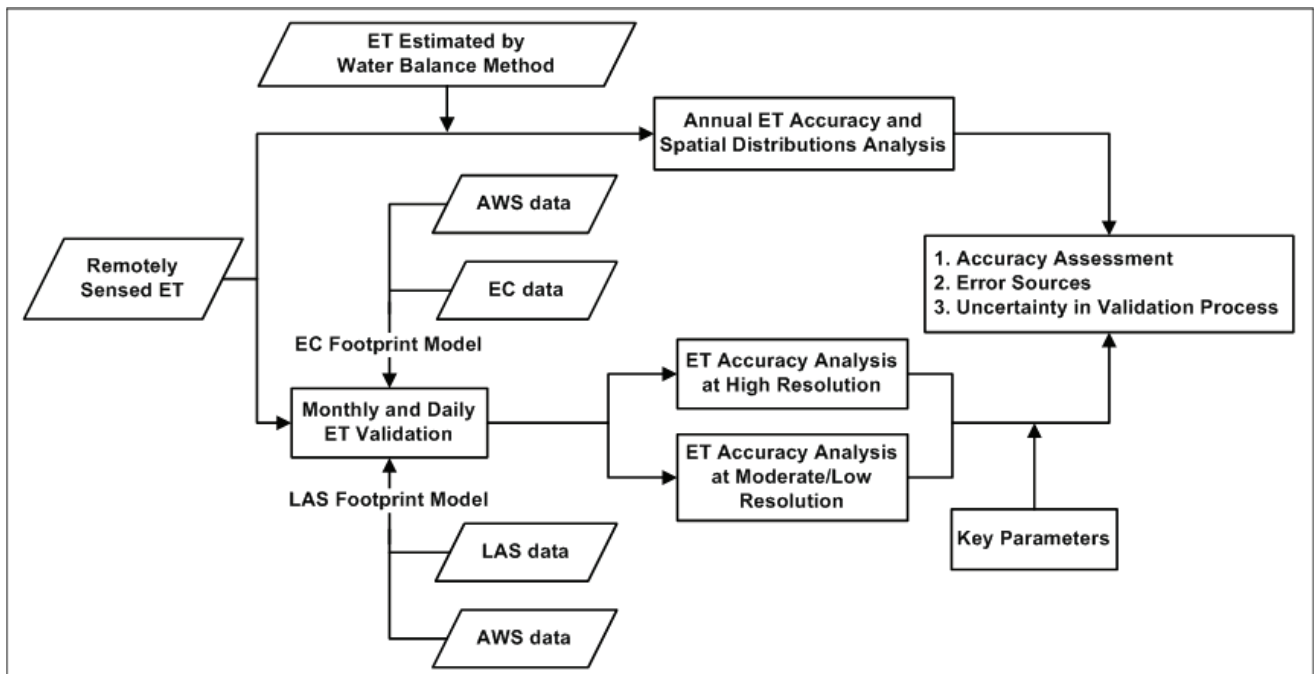 ET Estimated by
Water Balance Method
Annual ET Accuracy and
Spatial Distributions Analysis
AWS data
Remotely
Sensed ET
EC data
1. Accuracy Assessment
2. Error Sources
3. Uncertainty in Validation Process
EC Footprint Model
Monthly and Daily
ET Validation
ET Accuracy Analysis
at High Resolution
ET Accuracy Analysis
at Moderate/Low
Resolution
LAS Footprint Model
LAS data
Key Parameters
AWS data